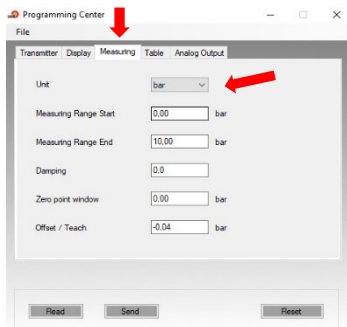 Programming Center
File
Transmitter Display Measuring Table Analog Output
Unit bar
Measuring Range Start 0,00 bar
Measuring Range End 10,00 bar
Damping 0,0
Zero point window 0,00 bar
Offset / Teach -0,04 bar
Read Send Reset